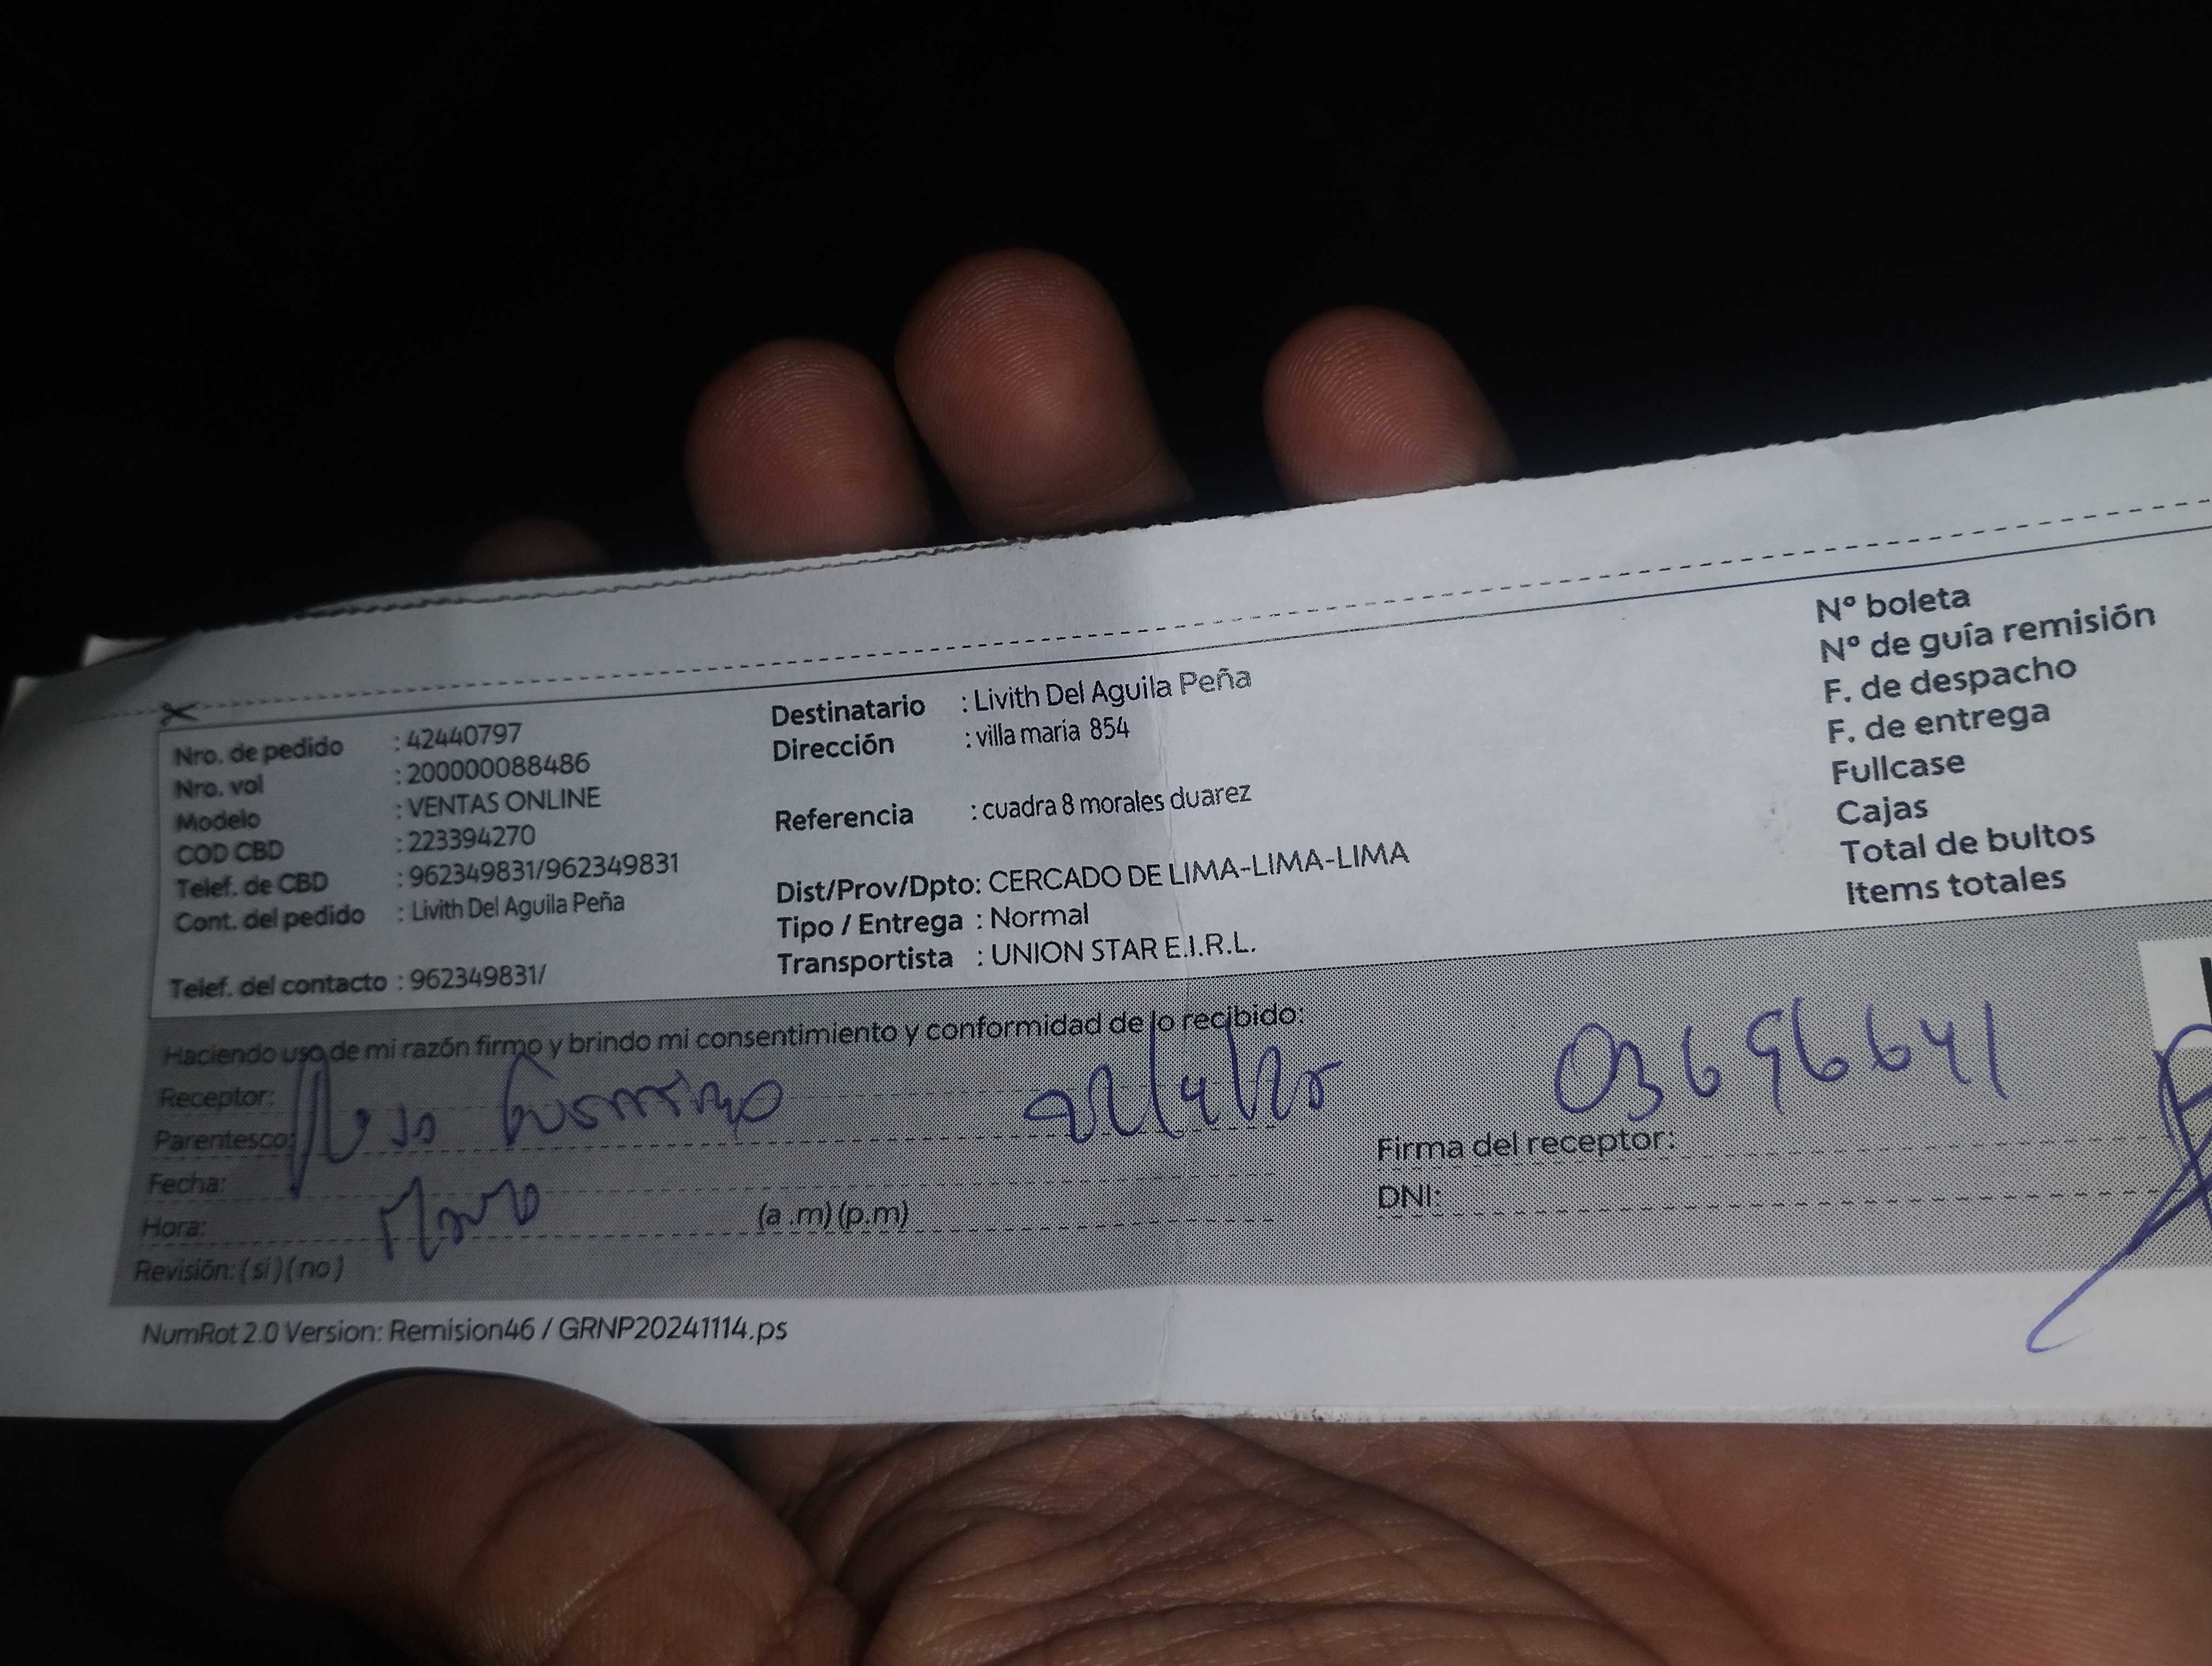 Nro. de pedido : 42440797
Nro. vol : 200000088486
Modelo : VENTAS ONLINE
COD CBD : 223394270
Telef. de CBD : 962349831/962349831
Cont. del pedido : Livith Del Aguila Peña
Telef. del contacto : 962349831/
Destinatario : Livith Del Aguila Peña
Dirección : villa maria 854
Referencia : cuadra 8 morales duarez
Dist/Prov/Dpto: CERCADO DE LIMA-LIMA-LIMA
Tipo / Entrega : Normal
Transportista : UNION STAR E.I.R.L.
Nº boleta
Nº de guía remisión
F. de despacho
F. de entrega
Fullcase
Cajas
Total de bultos
Items totales
Haciendo uso de mi razón firmo y brindo mi consentimiento y conformidad de lo recibido:
Receptor:
Parentesco:
Fecha:
Hora: (a .m) (p.m)
Revisión: (si) (no)
03696641
Firma del receptor:
DNI:
NumRot 2.0 Version: Remision46 / GRNP20241114.ps